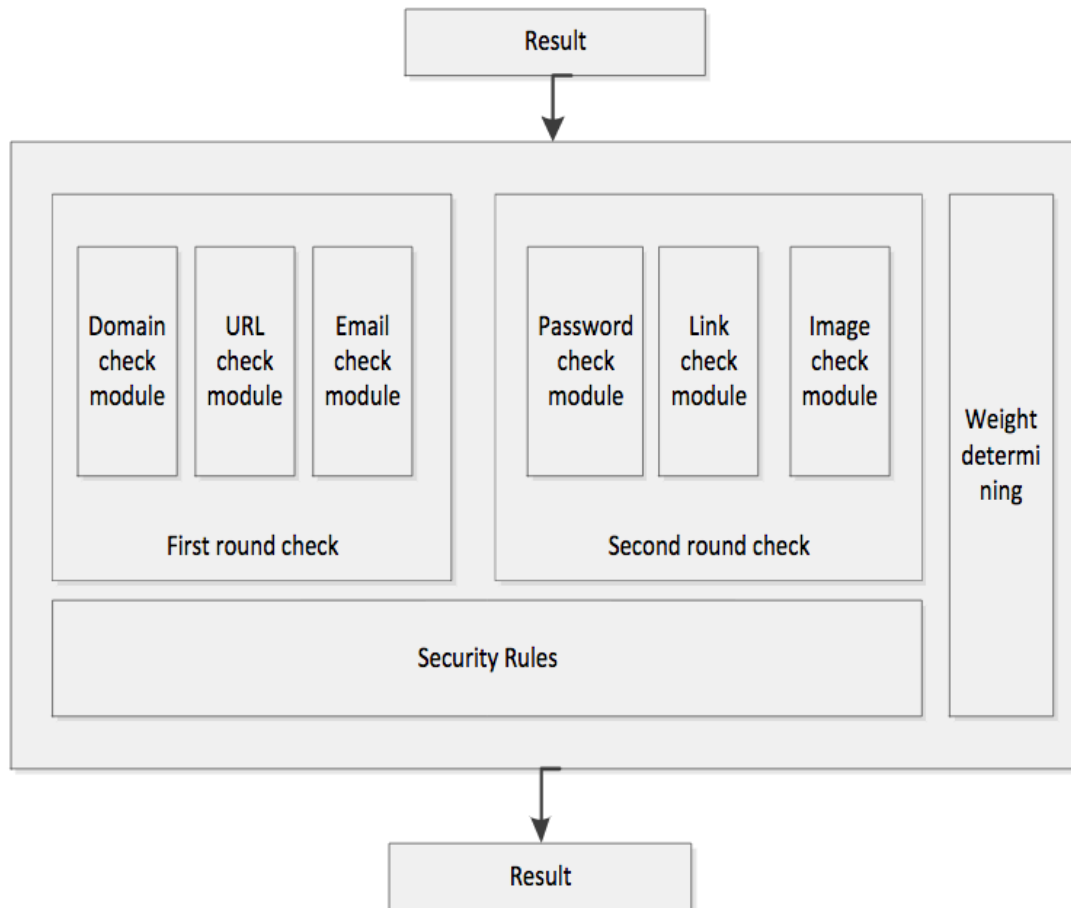 Result
Domain
check
module
URL
check
module
Email
check
module
First round check
Password
check
module
Link
check
module
Image
check
module
Second round check
Weight
determi
ning
Security Rules
Result